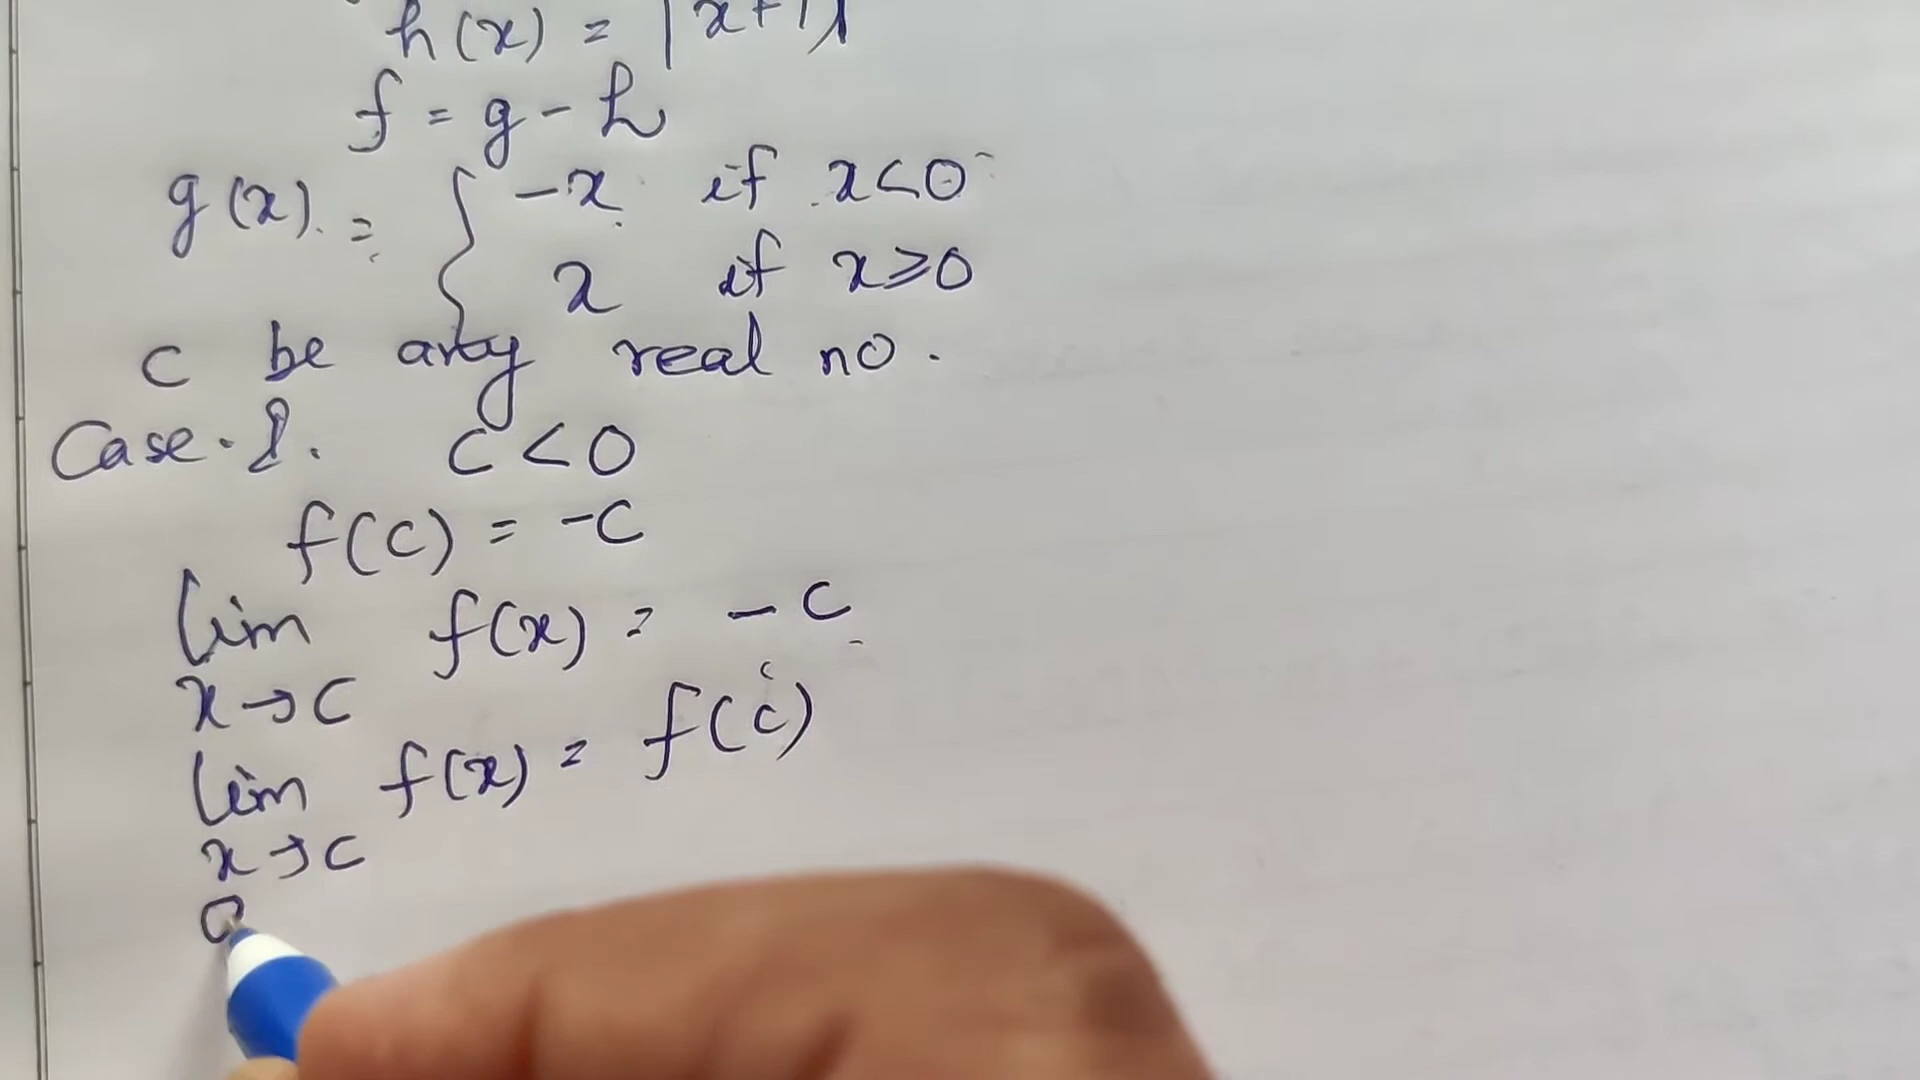 h(x) = |x+1|
f = g - h
g(x) = { -x if x<0
x if x⩾0
C be any real no.
Case. I. C < 0
f(c) = -c
lim f(x) = - c
x→c
lim f(x) = f(c)
x→c